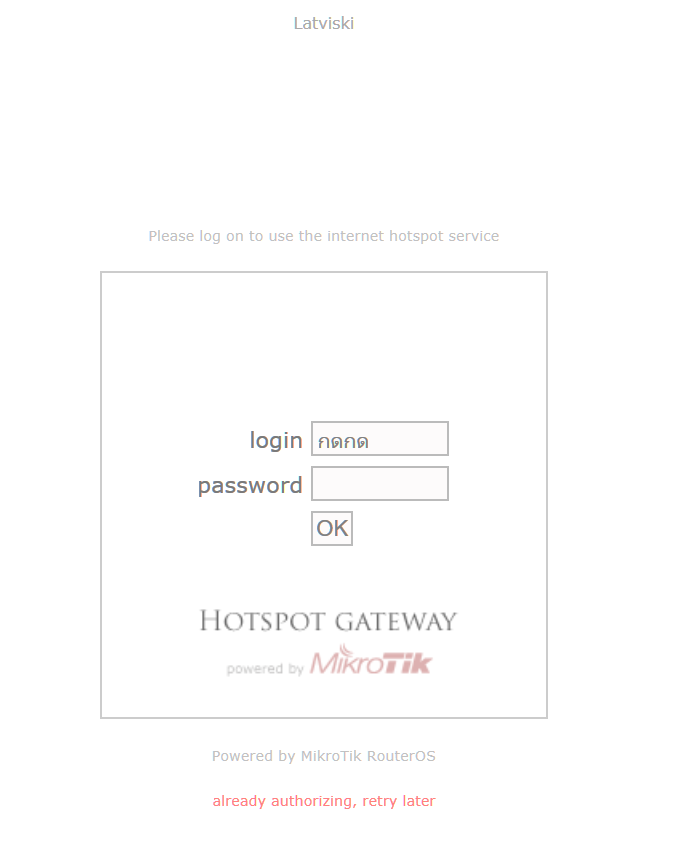 Latviski
Please log on to use the internet hotspot service
login กดกด
password
OK
HOTSPOT GATEWAY
powered by MikroTik
Powered by MikroTik RouterOS
already authorizing, retry later